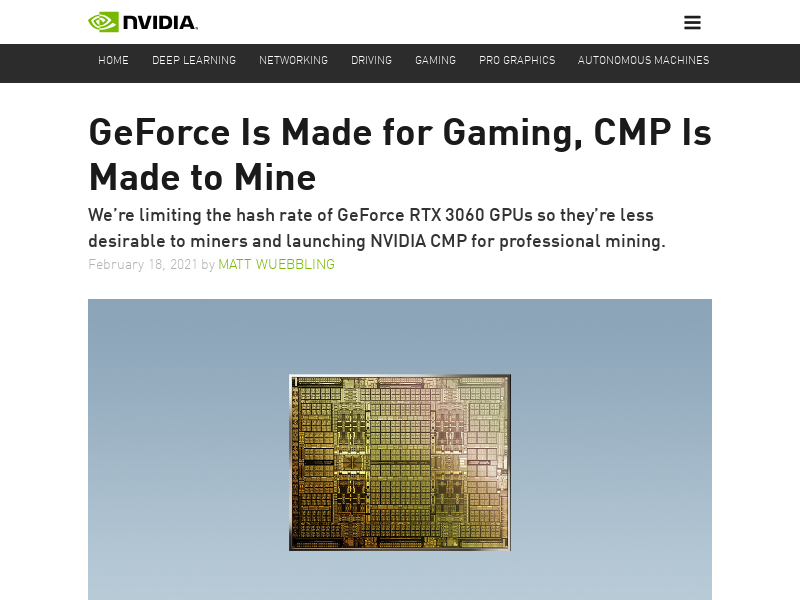 NVIDIA
HOME DEEP LEARNING NETWORKING DRIVING GAMING PRO GRAPHICS AUTONOMOUS MACHINES
GeForce Is Made for Gaming, CMP Is
Made to Mine
We’re limiting the hash rate of GeForce RTX 3060 GPUs so they’re less
desirable to miners and launching NVIDIA CMP for professional mining.
February 18, 2021 by MATT WUEBBLING